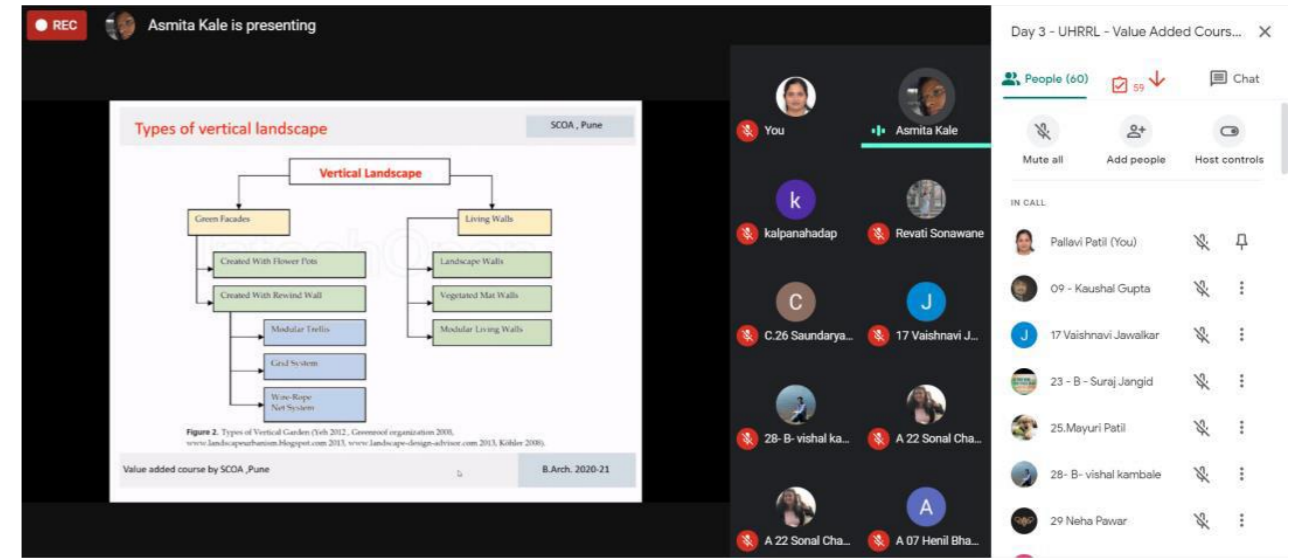 REC
Asmita Kale is presenting
Types of vertical landscape
SCOA , Pune
Vertical Landscape
Green Facades
Living Walls
Created With Flower Pots
Landscape Walls
Created With Rewind Wall
Vegetated Mat Walls
Modular Trellis
Modular Living Walls
Grid System
Wire-Rope
Net System
Figure 2. Types of Vertical Garden (Yeh 2012, Greenroof organization 2008,
www.landscapeurbanism.blogspot.com 2013, www.landscape-design-advisor.com 2013, Köhler 2008).
Value added course by SCOA ,Pune
B.Arch. 2020-21
You
Asmita Kale
k
kalpanahadap
Revati Sonawane
C
C.26 Saundarya...
J
17 Vaishnavi J...
28- B- vishal ka...
A 22 Sonal Cha...
A 22 Sonal Cha...
A
A 07 Henil Bha...
Day 3 - UHRRL - Value Added Cours...
People (60)
59
Chat
Mute all
Add people
Host controls
IN CALL
Pallavi Patil (You)
09 - Kaushal Gupta
J
17 Vaishnavi Jawalkar
23 - B - Suraj Jangid
25.Mayuri Patil
28- B- vishal kambale
29 Neha Pawar